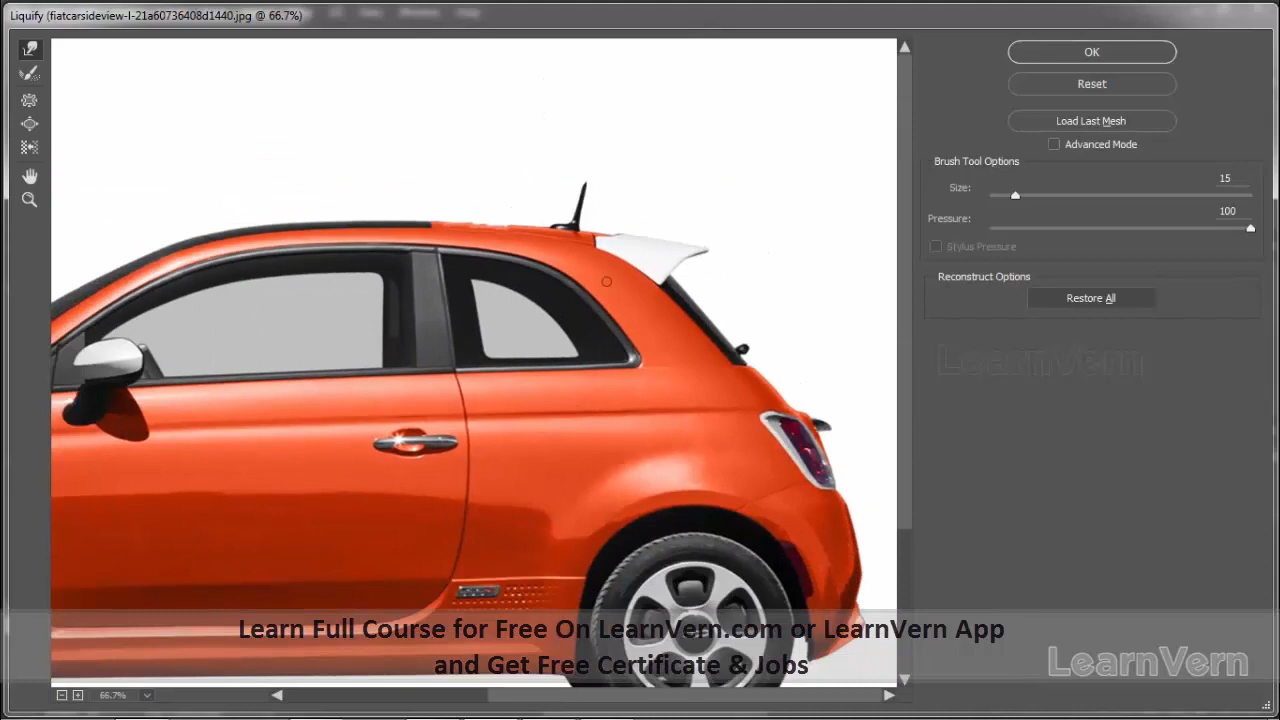 Liquify (fiatcarsideview-l-21a60736408d1440.jpg @ 66.7%)
OK
Reset
Load Last Mesh
Advanced Mode
Brush Tool Options
Size:
15
Pressure:
100
Stylus Pressure
Reconstruct Options
Restore All
LearnVern
Learn Full Course for Free On LearnVern.com or LearnVern App
and Get Free Certificate & Jobs
LearnVern
66.7%